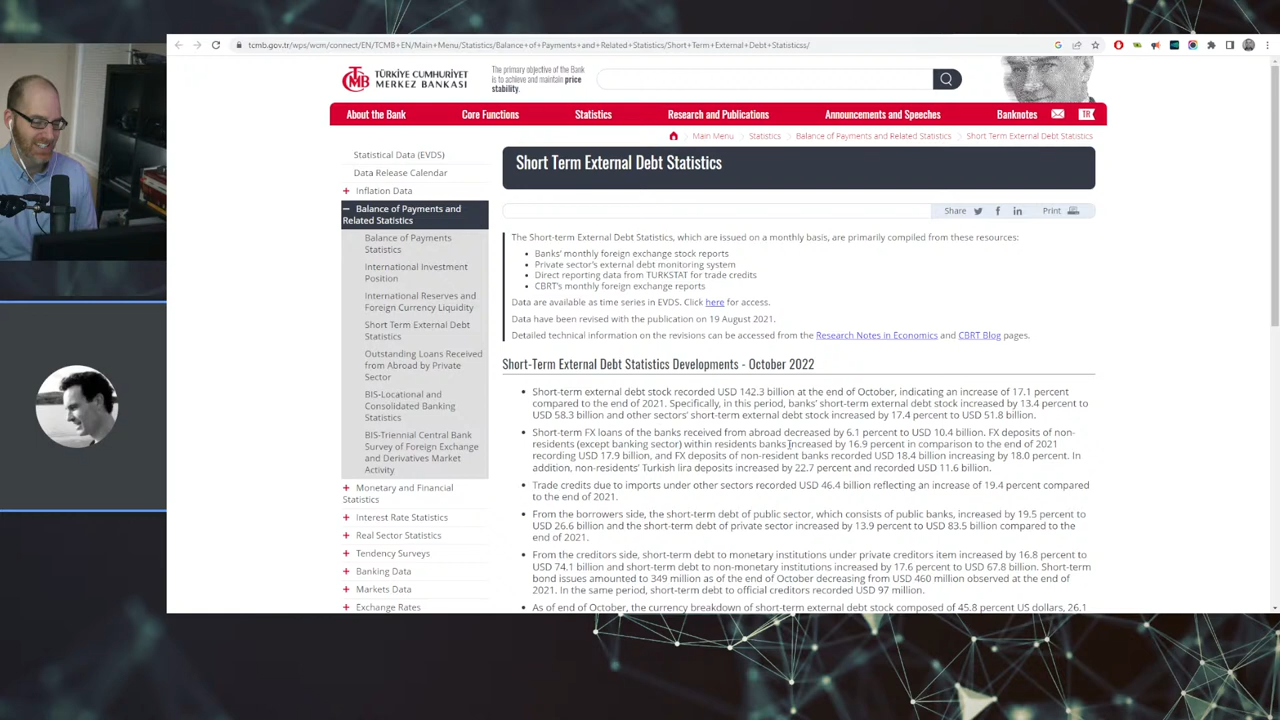 tcmb.gov.tr/wps/wcm/connect/EN/TCMB+EN/Main+Menu/Statistics/Balance+of+Payments+and+Related+Statistics/Short+Term+External+Debt+Statisticss/
TÜRKİYE CUMHURİYET
MERKEZ BANKASI
The primary objective of the Bank
is to achieve and maintain price
stability.
About the Bank
Core Functions
Statistics
Research and Publications
Announcements and Speeches
Banknotes
TR
Main Menu
Statistics
Balance of Payments and Related Statistics
Short Term External Debt Statistics
Statistical Data (EVDS)
Data Release Calendar
+ Inflation Data
− Balance of Payments and
Related Statistics
Balance of Payments
Statistics
International Investment
Position
International Reserves and
Foreign Currency Liquidity
Short Term External Debt
Statistics
Outstanding Loans Received
from Abroad by Private
Sector
BIS-Locational and
Consolidated Banking
Statistics
BIS-Triennial Central Bank
Survey of Foreign Exchange
and Derivatives Market
Activity
+ Monetary and Financial
Statistics
+ Interest Rate Statistics
+ Real Sector Statistics
+ Tendency Surveys
+ Banking Data
+ Markets Data
+ Exchange Rates
Short Term External Debt Statistics
Share
Print
The Short-term External Debt Statistics, which are issued on a monthly basis, are primarily compiled from these resources:
• Banks' monthly foreign exchange stock reports
• Private sector's external debt monitoring system
• Direct reporting data from TURKSTAT for trade credits
• CBRT's monthly foreign exchange reports
Data are available as time series in EVDS. Click here for access.
Data have been revised with the publication on 19 August 2021.
Detailed technical information on the revisions can be accessed from the Research Notes in Economics and CBRT Blog pages.
Short-Term External Debt Statistics Developments - October 2022
• Short-term external debt stock recorded USD 142.3 billion at the end of October, indicating an increase of 17.1 percent
compared to the end of 2021. Specifically, in this period, banks' short-term external debt stock increased by 13.4 percent to
USD 58.3 billion and other sectors' short-term external debt stock increased by 17.4 percent to USD 51.8 billion.
• Short-term FX loans of the banks received from abroad decreased by 6.1 percent to USD 10.4 billion. FX deposits of non-
residents (except banking sector) within residents banks increased by 16.9 percent in comparison to the end of 2021
recording USD 17.9 billion, and FX deposits of non-resident banks recorded USD 18.4 billion increasing by 18.0 percent. In
addition, non-residents' Turkish lira deposits increased by 22.7 percent and recorded USD 11.6 billion.
• Trade credits due to imports under other sectors recorded USD 46.4 billion reflecting an increase of 19.4 percent compared
to the end of 2021.
• From the borrowers side, the short-term debt of public sector, which consists of public banks, increased by 19.5 percent to
USD 26.6 billion and the short-term debt of private sector increased by 13.9 percent to USD 83.5 billion compared to the
end of 2021.
• From the creditors side, short-term debt to monetary institutions under private creditors item increased by 16.8 percent to
USD 74.1 billion and short-term debt to non-monetary institutions increased by 17.6 percent to USD 67.8 billion. Short-term
bond issues amounted to 349 million as of the end of October decreasing from USD 460 million observed at the end of
2021. In the same period, short-term debt to official creditors recorded USD 97 million.
• As of end of October, the currency breakdown of short-term external debt stock composed of 45.8 percent US dollars, 26.1